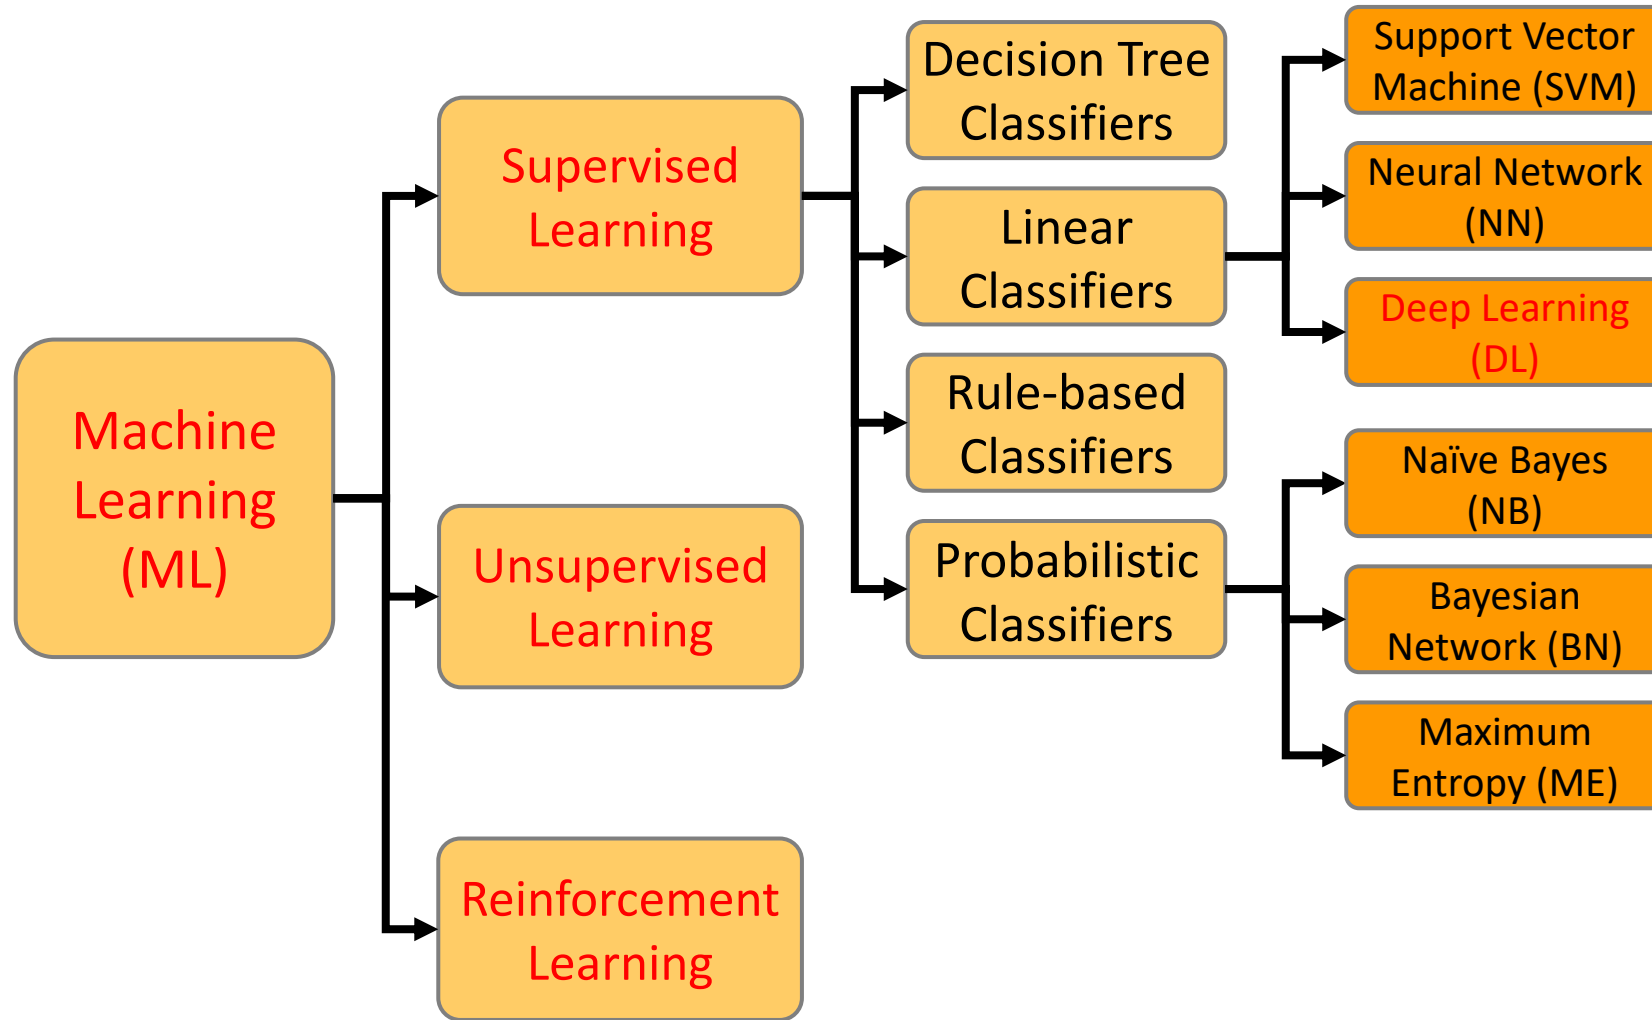 Machine
Learning
(ML)
Supervised
Learning
Unsupervised
Learning
Reinforcement
Learning
Decision Tree
Classifiers
Linear
Classifiers
Rule-based
Classifiers
Probabilistic
Classifiers
Support Vector
Machine (SVM)
Neural Network
(NN)
Deep Learning
(DL)
Naïve Bayes
(NB)
Bayesian
Network (BN)
Maximum
Entropy (ME)